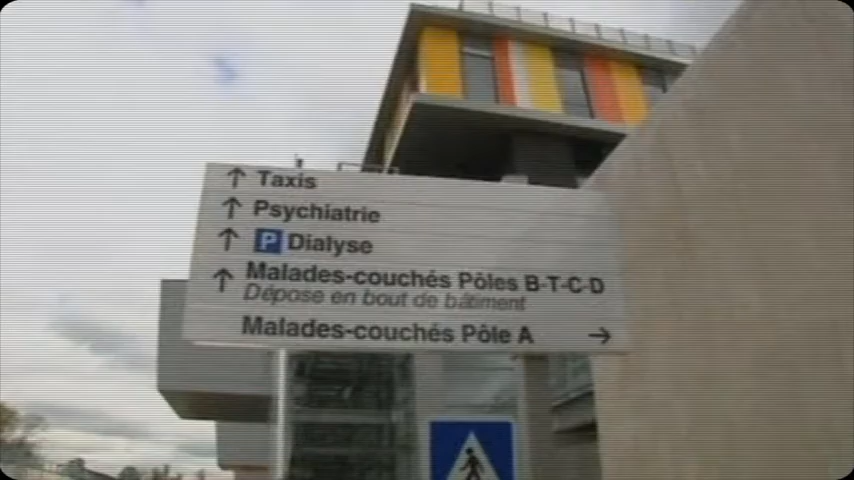 ↑ Taxis
↑ Psychiatrie
↑ P Dialyse
↑ Malades-couchés Pôles B-T-C-D
Dépose en bout de bâtiment
Malades-couchés Pôle A →